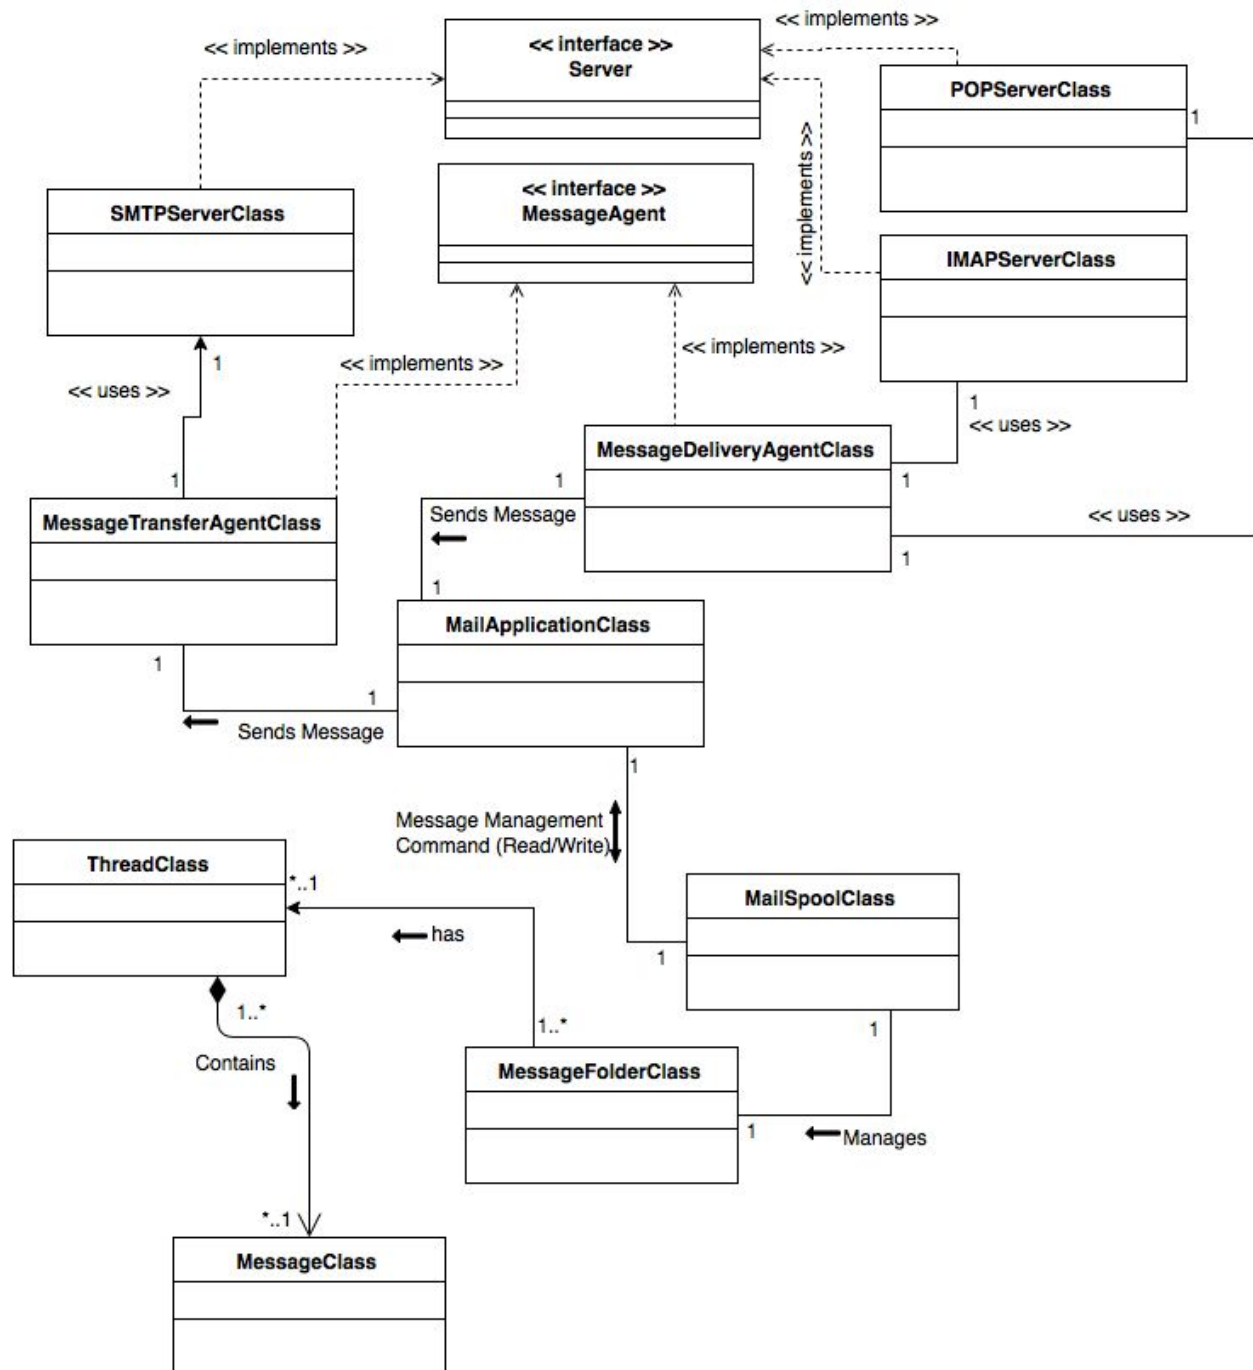 << implements >>
<< implements >>
<< interface >>
Server
POPServerClass
1
<< implements >>
<< interface >>
MessageAgent
SMTPServerClass
IMAPServerClass
1
<< implements >>
<< implements >>
<< uses >>
1
<< uses >>
MessageDeliveryAgentClass
1
1
1
Sends Message
<< uses >>
MessageTransferAgentClass
1
1
MailApplicationClass
1
1
Sends Message
1
Message Management
Command (Read/Write)
ThreadClass
*..1
MailSpoolClass
has
1
1..*
1..*
1
Contains
MessageFolderClass
1
Manages
*..1
MessageClass